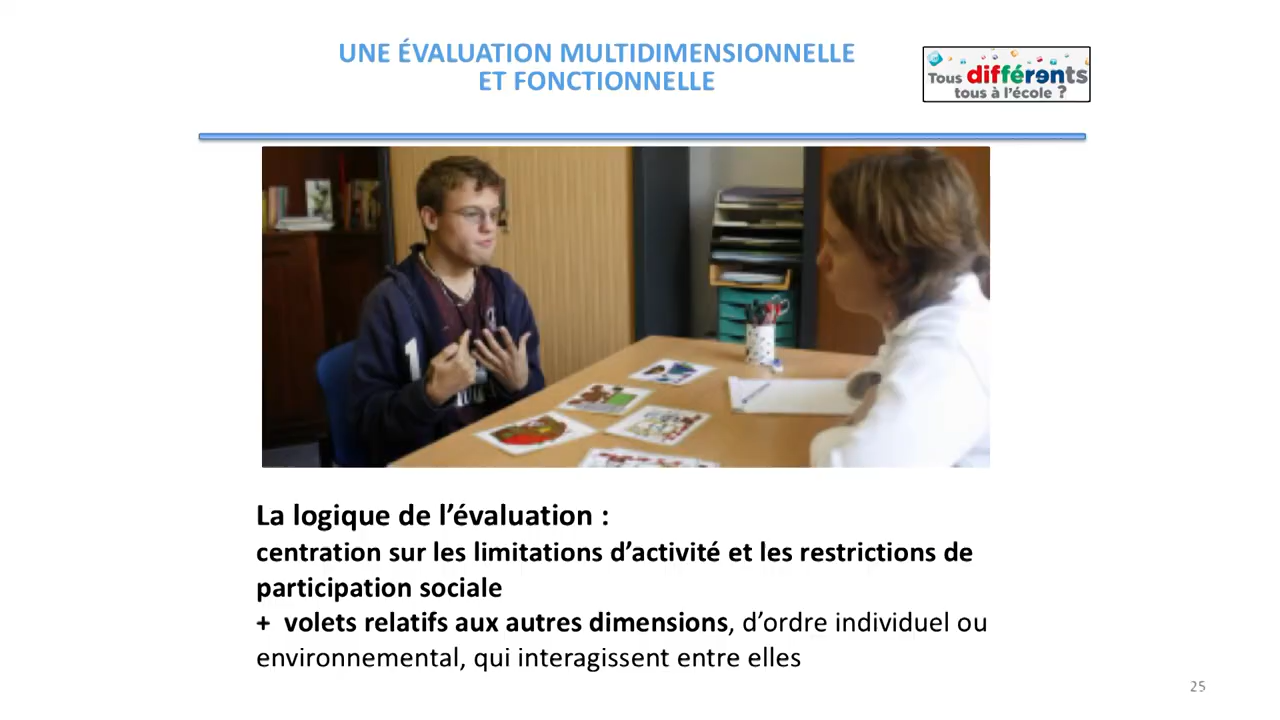 UNE ÉVALUATION MULTIDIMENSIONNELLE
ET FONCTIONNELLE
Tous différents
tous à l'école ?
1
La logique de l’évaluation :
centration sur les limitations d’activité et les restrictions de
participation sociale
+ volets relatifs aux autres dimensions, d’ordre individuel ou
environnemental, qui interagissent entre elles
25